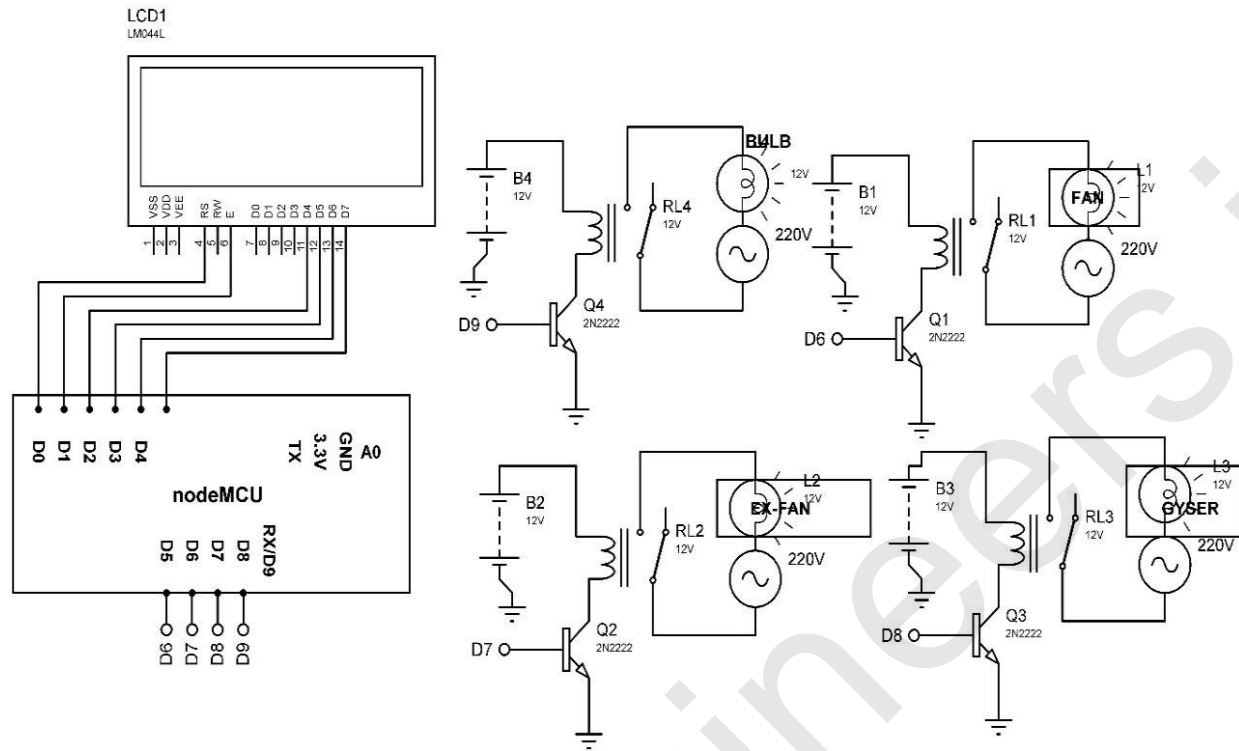 LCD1
LM044L
VSS
VDD
VEE
RS
RW
E
D0
D1
D2
D3
D4
D5
D6
D7
1
2
3
4
5
6
7
8
9
10
11
12
13
14
B4
12V
RL4
12V
BULB
12V
220V
D9
Q4
2N2222
B1
12V
RL1
12V
L1
12V
FAN
220V
D6
Q1
2N2222
D0
D1
D2
D3
D4
TX
3.3V
GND
A0
nodeMCU
D5
D6
D7
D8
RX/D9
D6
D7
D8
D9
B2
12V
RL2
12V
L2
12V
EX-FAN
220V
D7
Q2
2N2222
B3
12V
RL3
12V
L3
12V
GYSER
220V
D8
Q3
2N2222